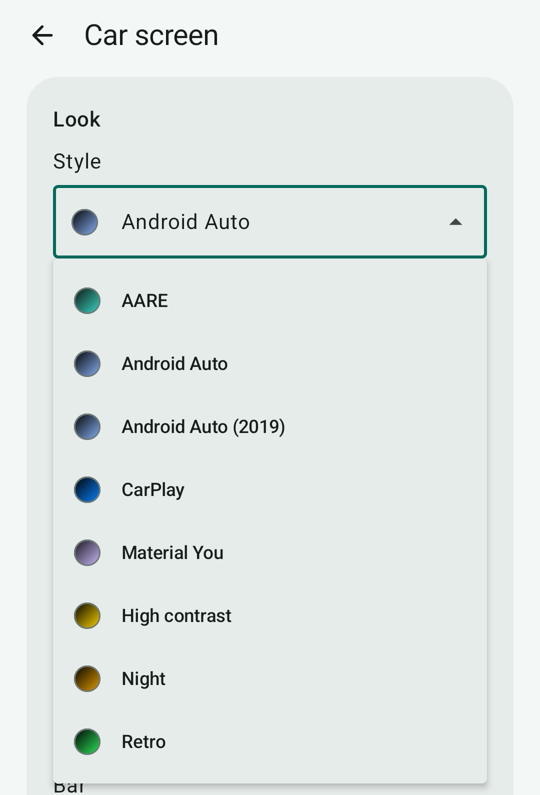 Car screen
Look
Style
Android Auto
AARE
Android Auto
Android Auto (2019)
CarPlay
Material You
High contrast
Night
Retro
Bar